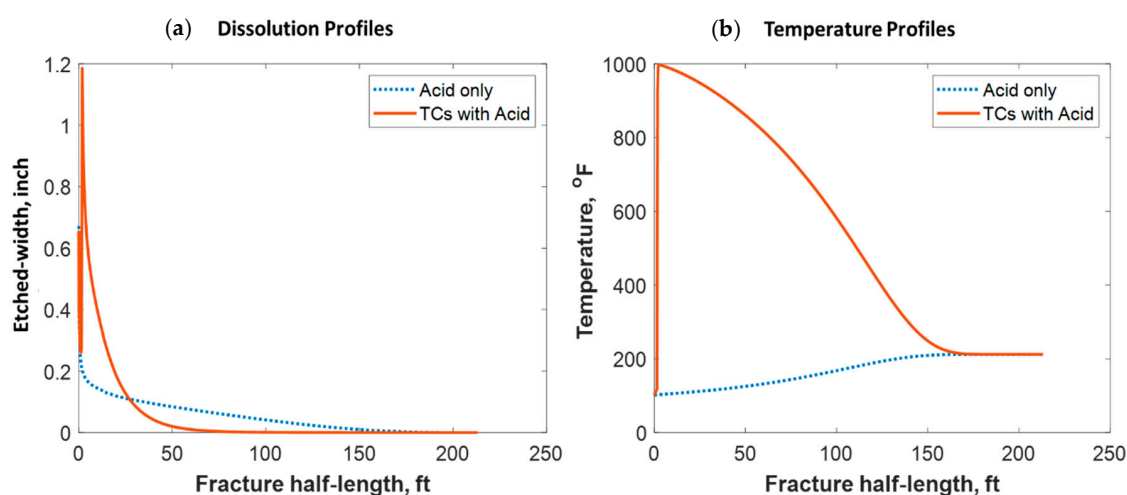 (a) Dissolution Profiles
1.2
1
0.8
0.6
0.4
0.2
0
Etched-width, inch
Acid only
TCs with Acid
0 50 100 150 200 250
Fracture half-length, ft
(b) Temperature Profiles
1000
800
600
400
200
0
Temperature, ºF
Acid only
TCs with Acid
0 50 100 150 200 250
Fracture half-length, ft